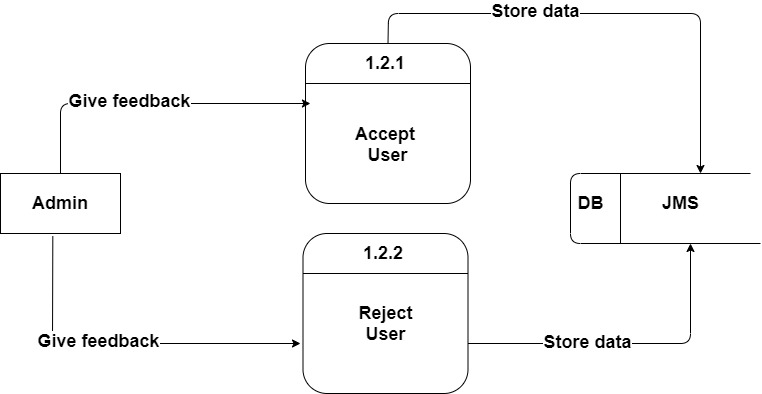 Store data
1.2.1
Give feedback
Accept
User
Admin
DB
JMS
1.2.2
Reject
User
Give feedback
Store data